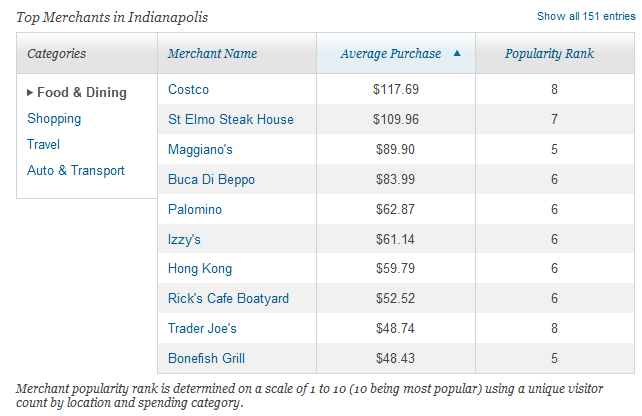 Top Merchants in Indianapolis Show all 151 entries
Categories Merchant Name Average Purchase ▲ Popularity Rank
▸ Food & Dining Costco $117.69 8
Shopping St Elmo Steak House $109.96 7
Travel Maggiano's $89.90 5
Auto & Transport Buca Di Beppo $83.99 6
Palomino $62.87 6
Izzy's $61.14 6
Hong Kong $59.79 6
Rick's Cafe Boatyard $52.52 6
Trader Joe's $48.74 8
Bonefish Grill $48.43 5
Merchant popularity rank is determined on a scale of 1 to 10 (10 being most popular) using a unique visitor
count by location and spending category.